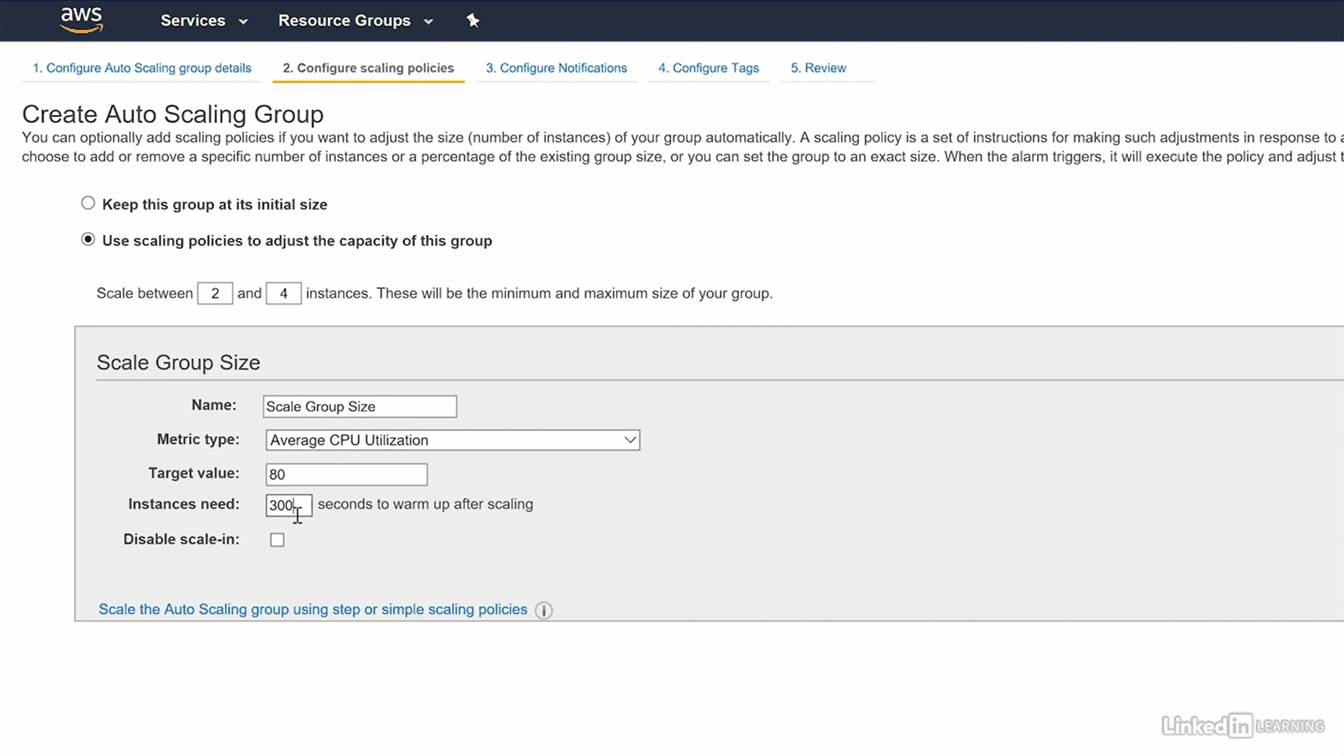 aws Services Resource Groups
1. Configure Auto Scaling group details 2. Configure scaling policies 3. Configure Notifications 4. Configure Tags 5. Review
Create Auto Scaling Group
You can optionally add scaling policies if you want to adjust the size (number of instances) of your group automatically. A scaling policy is a set of instructions for making such adjustments in response to
choose to add or remove a specific number of instances or a percentage of the existing group size, or you can set the group to an exact size. When the alarm triggers, it will execute the policy and adjust
Keep this group at its initial size
Use scaling policies to adjust the capacity of this group
Scale between 2 and 4 instances. These will be the minimum and maximum size of your group.
Scale Group Size
Name: Scale Group Size
Metric type: Average CPU Utilization
Target value: 80
Instances need: 300 seconds to warm up after scaling
Disable scale-in:
Scale the Auto Scaling group using step or simple scaling policies i
Linked in LEARNING